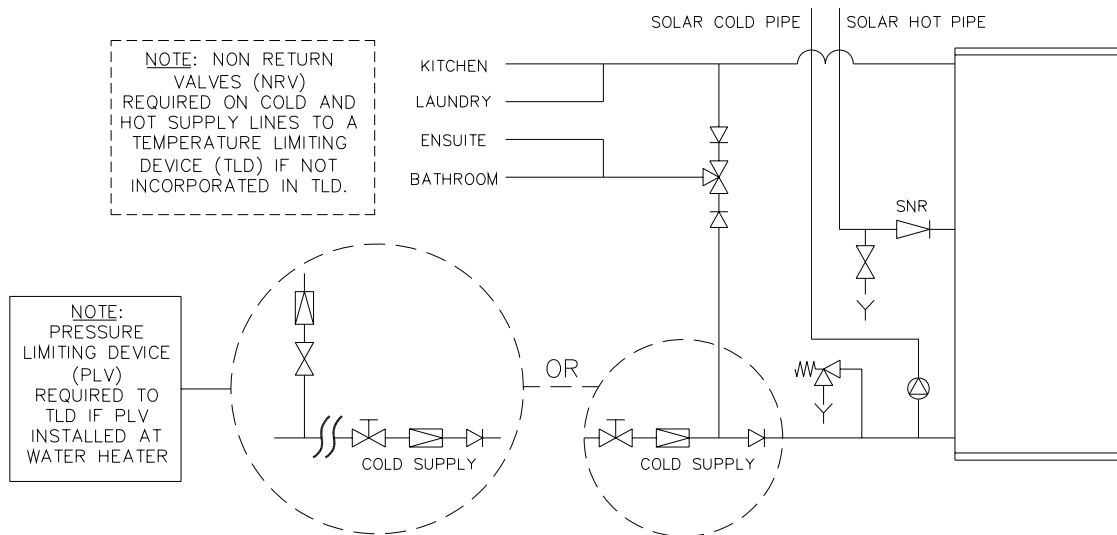 SOLAR COLD PIPE
SOLAR HOT PIPE
NOTE: NON RETURN
VALVES (NRV)
REQUIRED ON COLD AND
HOT SUPPLY LINES TO A
TEMPERATURE LIMITING
DEVICE (TLD) IF NOT
INCORPORATED IN TLD.
KITCHEN
LAUNDRY
ENSUITE
BATHROOM
SNR
NOTE:
PRESSURE
LIMITING DEVICE
(PLV)
REQUIRED TO
TLD IF PLV
INSTALLED AT
WATER HEATER
OR
COLD SUPPLY
COLD SUPPLY